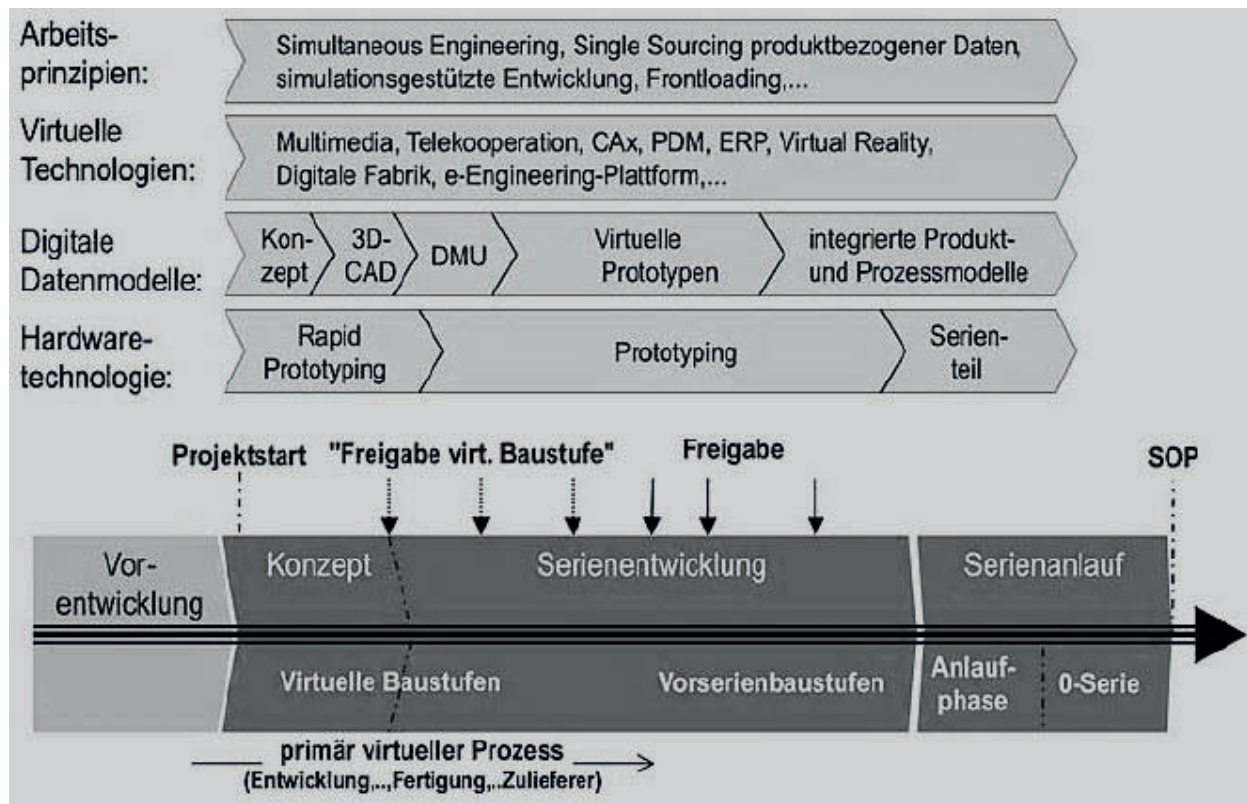 Arbeits-
prinzipien:
Simultaneous Engineering, Single Sourcing produktbezogener Daten,
simulationsgestützte Entwicklung, Frontloading,...
Virtuelle
Technologien:
Multimedia, Telekooperation, CAx, PDM, ERP, Virtual Reality,
Digitale Fabrik, e-Engineering-Plattform,...
Digitale
Datenmodelle:
Kon-
zept
3D-
CAD
DMU
Virtuelle
Prototypen
integrierte Produkt-
und Prozessmodelle
Hardware-
technologie:
Rapid
Prototyping
Prototyping
Serien-
teil
Projektstart
"Freigabe virt. Baustufe"
Freigabe
SOP
Vor-
entwicklung
Konzept
Serienentwicklung
Serienanlauf
Virtuelle Baustufen
Vorserienbaustufen
Anlauf-
phase
0-Serie
primär virtueller Prozess
(Entwicklung,..,Fertigung,..Zulieferer)